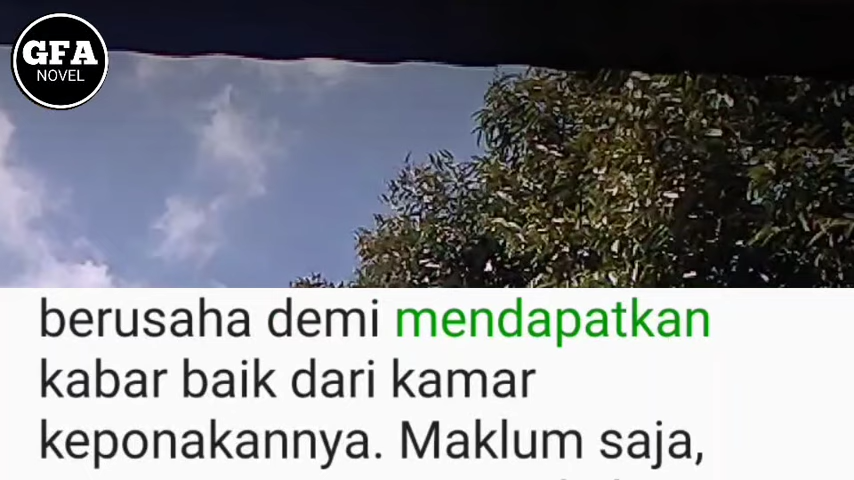 GFA
NOVEL
berusaha demi mendapatkan
kabar baik dari kamar
keponakannya. Maklum saja,